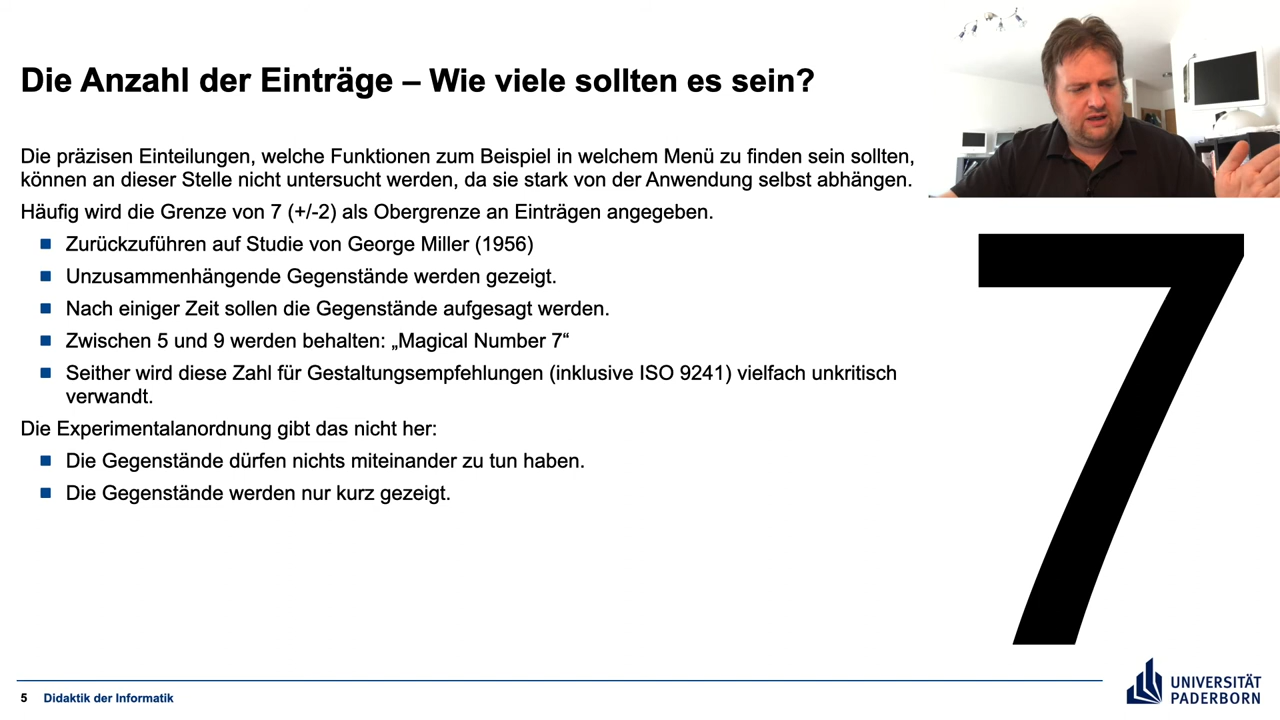 Die Anzahl der Einträge – Wie viele sollten es sein?
Die präzisen Einteilungen, welche Funktionen zum Beispiel in welchem Menü zu finden sein sollten,
können an dieser Stelle nicht untersucht werden, da sie stark von der Anwendung selbst abhängen.
Häufig wird die Grenze von 7 (+/-2) als Obergrenze an Einträgen angegeben.
Zurückzuführen auf Studie von George Miller (1956)
Unzusammenhängende Gegenstände werden gezeigt.
Nach einiger Zeit sollen die Gegenstände aufgesagt werden.
Zwischen 5 und 9 werden behalten: „Magical Number 7“
Seither wird diese Zahl für Gestaltungsempfehlungen (inklusive ISO 9241) vielfach unkritisch
verwandt.
Die Experimentalanordnung gibt das nicht her:
Die Gegenstände dürfen nichts miteinander zu tun haben.
Die Gegenstände werden nur kurz gezeigt.
7
5 Didaktik der Informatik
UNIVERSITÄT
PADERBORN